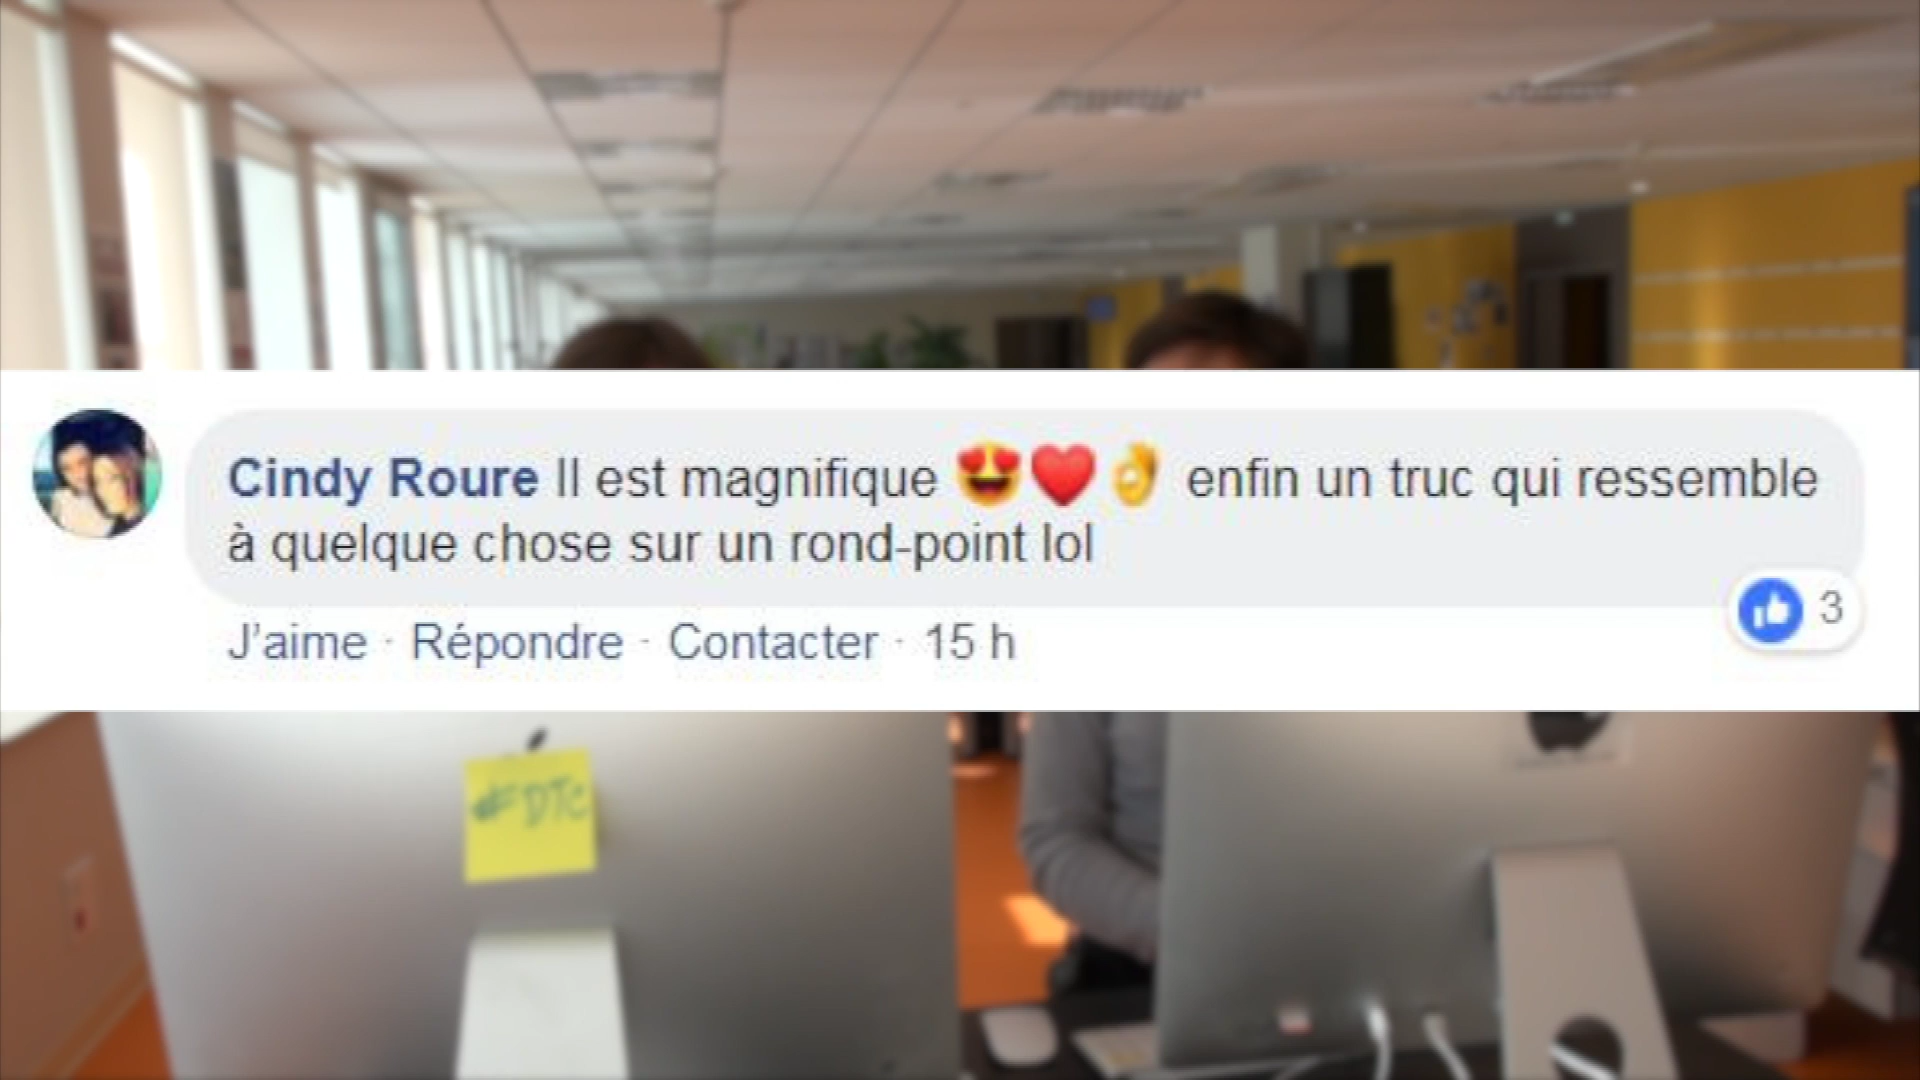 Cindy Roure Il est magnifique 😍❤️👌 enfin un truc qui ressemble
à quelque chose sur un rond-point lol
3
J'aime · Répondre · Contacter · 15 h
#DTC